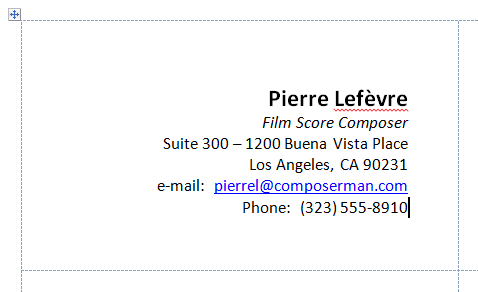 Pierre Lefèvre
Film Score Composer
Suite 300 – 1200 Buena Vista Place
Los Angeles, CA 90231
e-mail:  pierrel@composerman.com
Phone:  (323) 555-8910